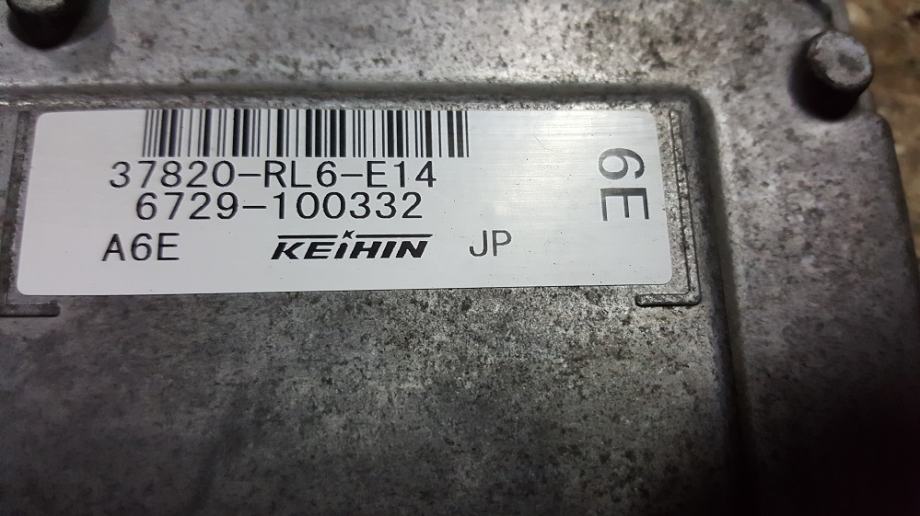 37820-RL6-E14
6729-100332
A6E KEIHIN JP
6E